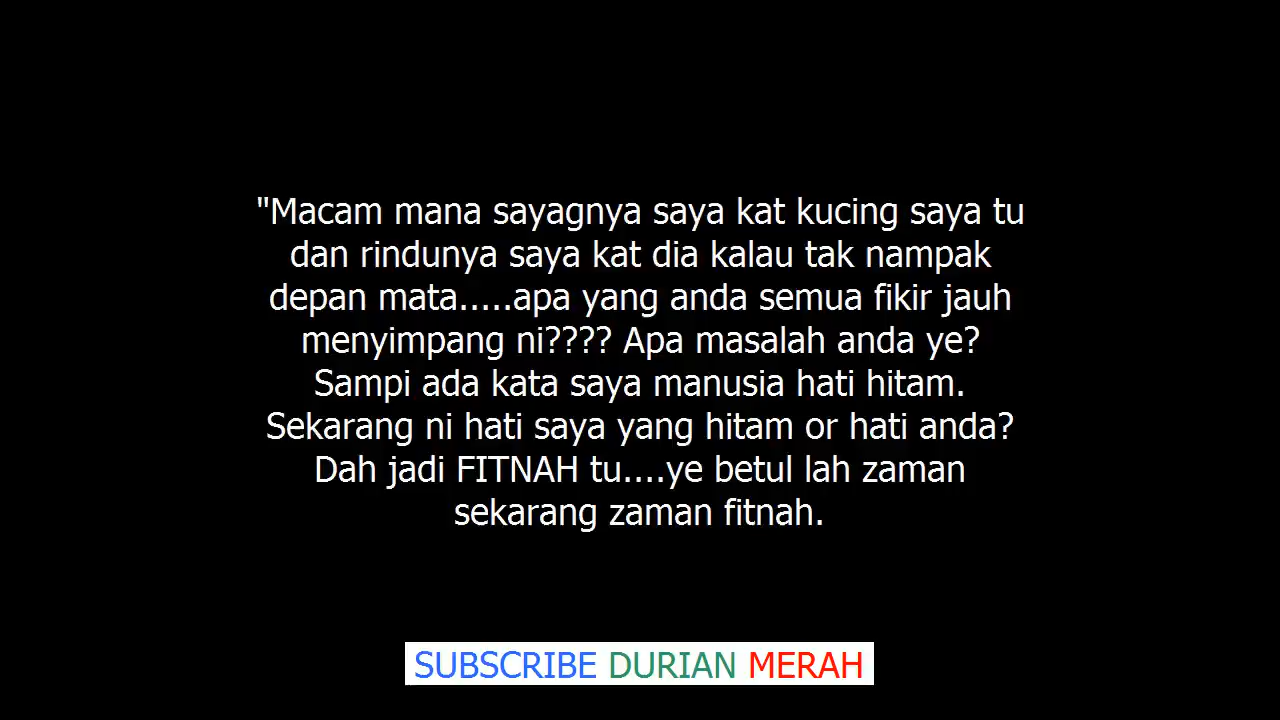 "Macam mana sayagnya saya kat kucing saya tu
dan rindunya saya kat dia kalau tak nampak
depan mata.....apa yang anda semua fikir jauh
menyimpang ni???? Apa masalah anda ye?
Sampi ada kata saya manusia hati hitam.
Sekarang ni hati saya yang hitam or hati anda?
Dah jadi FITNAH tu....ye betul lah zaman
sekarang zaman fitnah.
SUBSCRIBE DURIAN MERAH